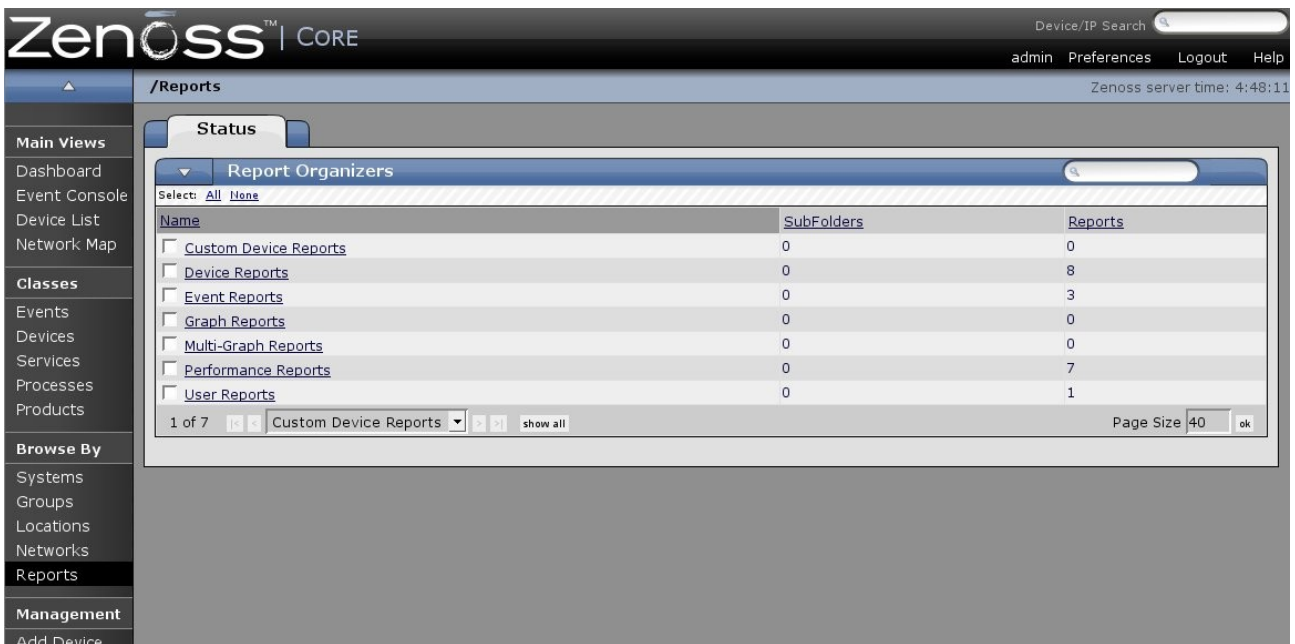 Zenoss™ | CORE
Device/IP Search
admin Preferences Logout Help
/Reports
Zenoss server time: 4:48:11
Main Views
Dashboard
Event Console
Device List
Network Map
Classes
Events
Devices
Services
Processes
Products
Browse By
Systems
Groups
Locations
Networks
Reports
Management
Add Device
Status
Report Organizers
Select: All None
Name SubFolders Reports
Custom Device Reports 0 0
Device Reports 0 8
Event Reports 0 3
Graph Reports 0 0
Multi-Graph Reports 0 0
Performance Reports 0 7
User Reports 0 1
1 of 7 |< < Custom Device Reports > >| show all Page Size 40 ok